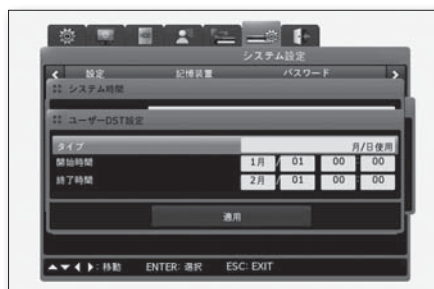 システム設定
設定 記憶装置 パスワード
システム時間
ユーザーDST設定
タイプ 月/日使用
開始時間 1月 / 01 00 : 00
終了時間 2月 / 01 00 : 00
適用
▲▼◀▶: 移動 ENTER: 選択 ESC: EXIT